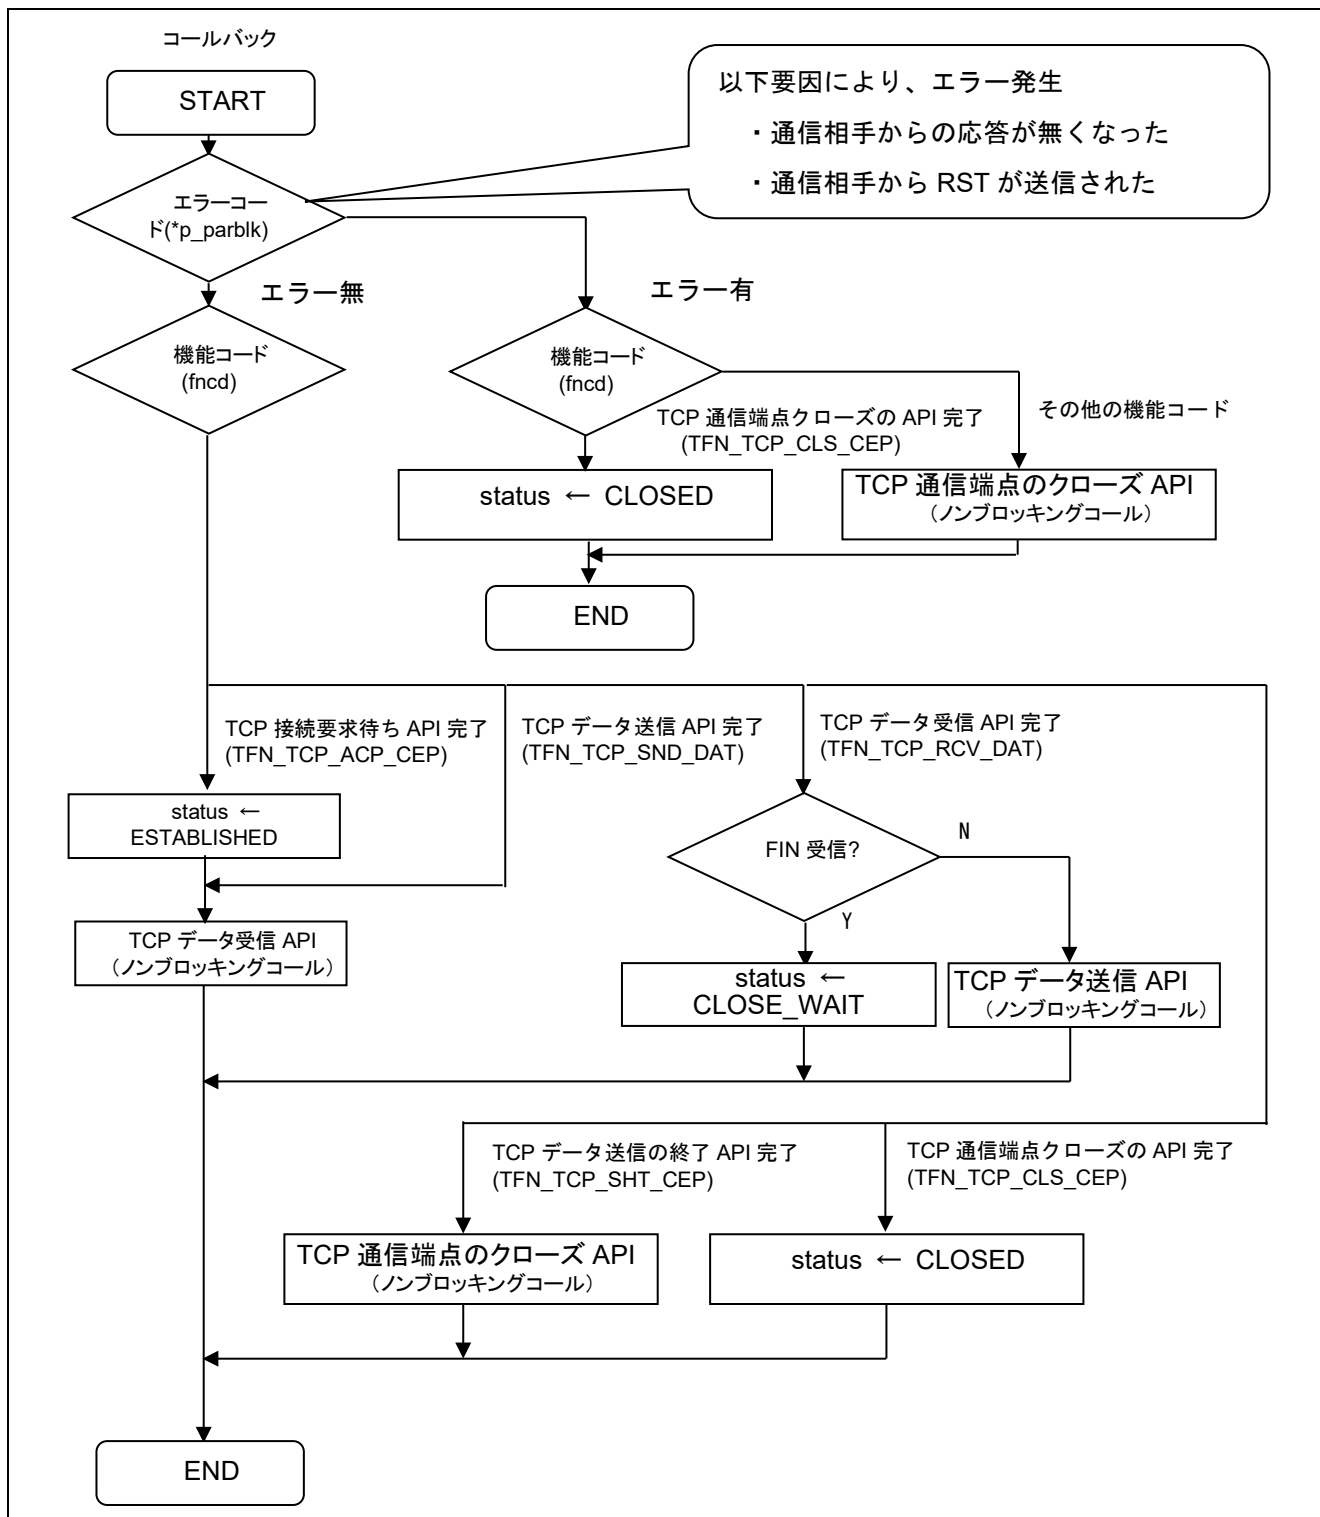 コールバック
START
以下要因により、エラー発生
・通信相手からの応答が無くなった
・通信相手から RST が送信された
エラーコー
ド(*p_parblk)
エラー無
エラー有
機能コード
(fncd)
機能コード
(fncd)
TCP 通信端点クローズの API 完了
(TFN_TCP_CLS_CEP)
その他の機能コード
status ← CLOSED
TCP 通信端点のクローズ API
（ノンブロッキングコール）
END
TCP 接続要求待ち API 完了
(TFN_TCP_ACP_CEP)
TCP データ送信 API 完了
(TFN_TCP_SND_DAT)
TCP データ受信 API 完了
(TFN_TCP_RCV_DAT)
status ←
ESTABLISHED
FIN 受信?
N
Y
TCP データ受信 API
（ノンブロッキングコール）
status ←
CLOSE_WAIT
TCP データ送信 API
（ノンブロッキングコール）
TCP データ送信の終了 API 完了
(TFN_TCP_SHT_CEP)
TCP 通信端点クローズの API 完了
(TFN_TCP_CLS_CEP)
TCP 通信端点のクローズ API
（ノンブロッキングコール）
status ← CLOSED
END